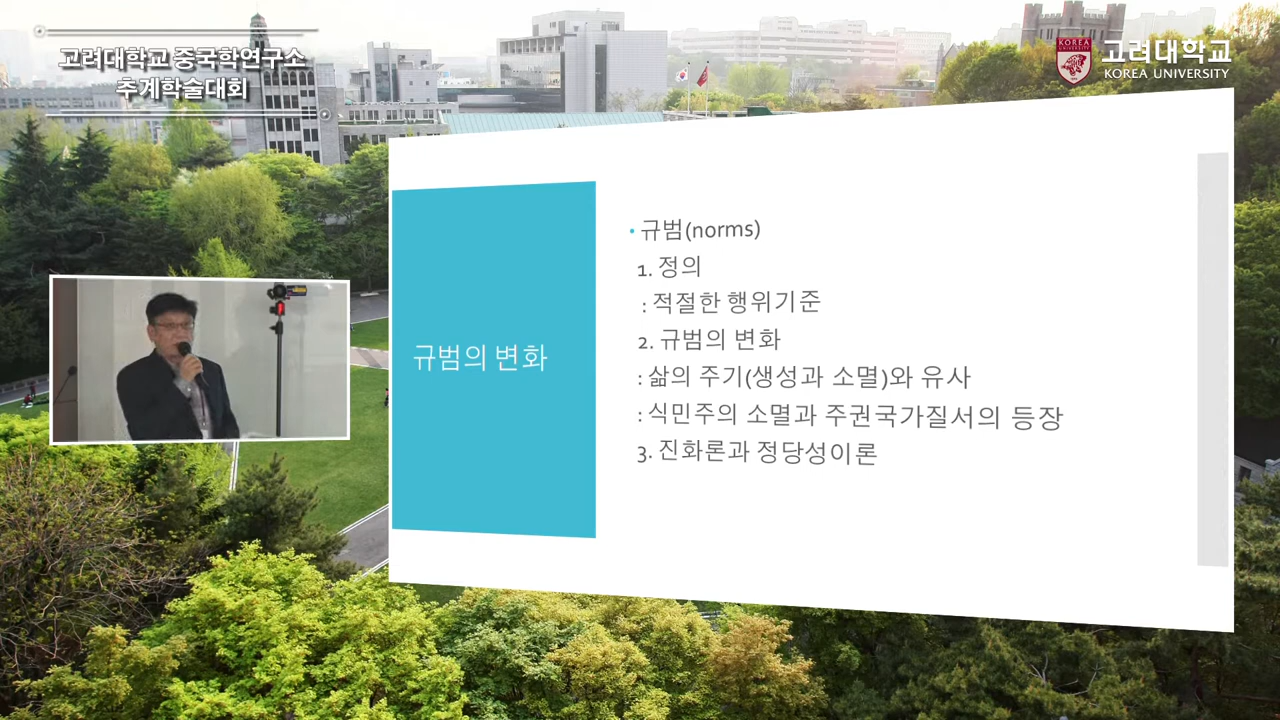 고려대학교 중국학연구소
추계학술대회
KOREA
고려대학교
KOREA UNIVERSITY
규범의 변화
• 규범(norms)
1. 정의
: 적절한 행위기준
2. 규범의 변화
: 삶의 주기(생성과 소멸)와 유사
: 식민주의 소멸과 주권국가질서의 등장
3. 진화론과 정당성이론